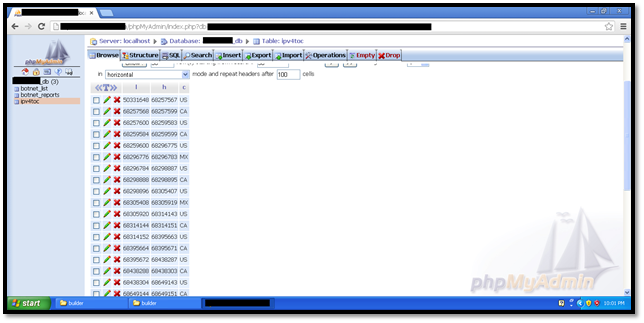 /phpMyAdmin/index.php?db
Server: localhost Database: _db Table: ipv4toc
Browse Structure SQL Search Insert Export Import Operations Empty Drop
in horizontal mode and repeat headers after 100 cells
phpMyAdmin
_db (3)
botnet_list
botnet_reports
ipv4toc
T l h c
50331648 68257567 US
68257568 68257599 CA
68257600 68259583 US
68259584 68259599 CA
68259600 68296775 US
68296776 68296783 MX
68296784 68298887 US
68298888 68298895 CA
68298896 68305407 US
68305408 68305919 MX
68305920 68314143 US
68314144 68314151 CA
68314152 68395663 US
68395664 68395671 CA
68395672 68438287 US
68438288 68438303 CA
68438304 68649143 US
68649144 68649151 CA
phpMyAdmin
start builder builder 10:01 PM